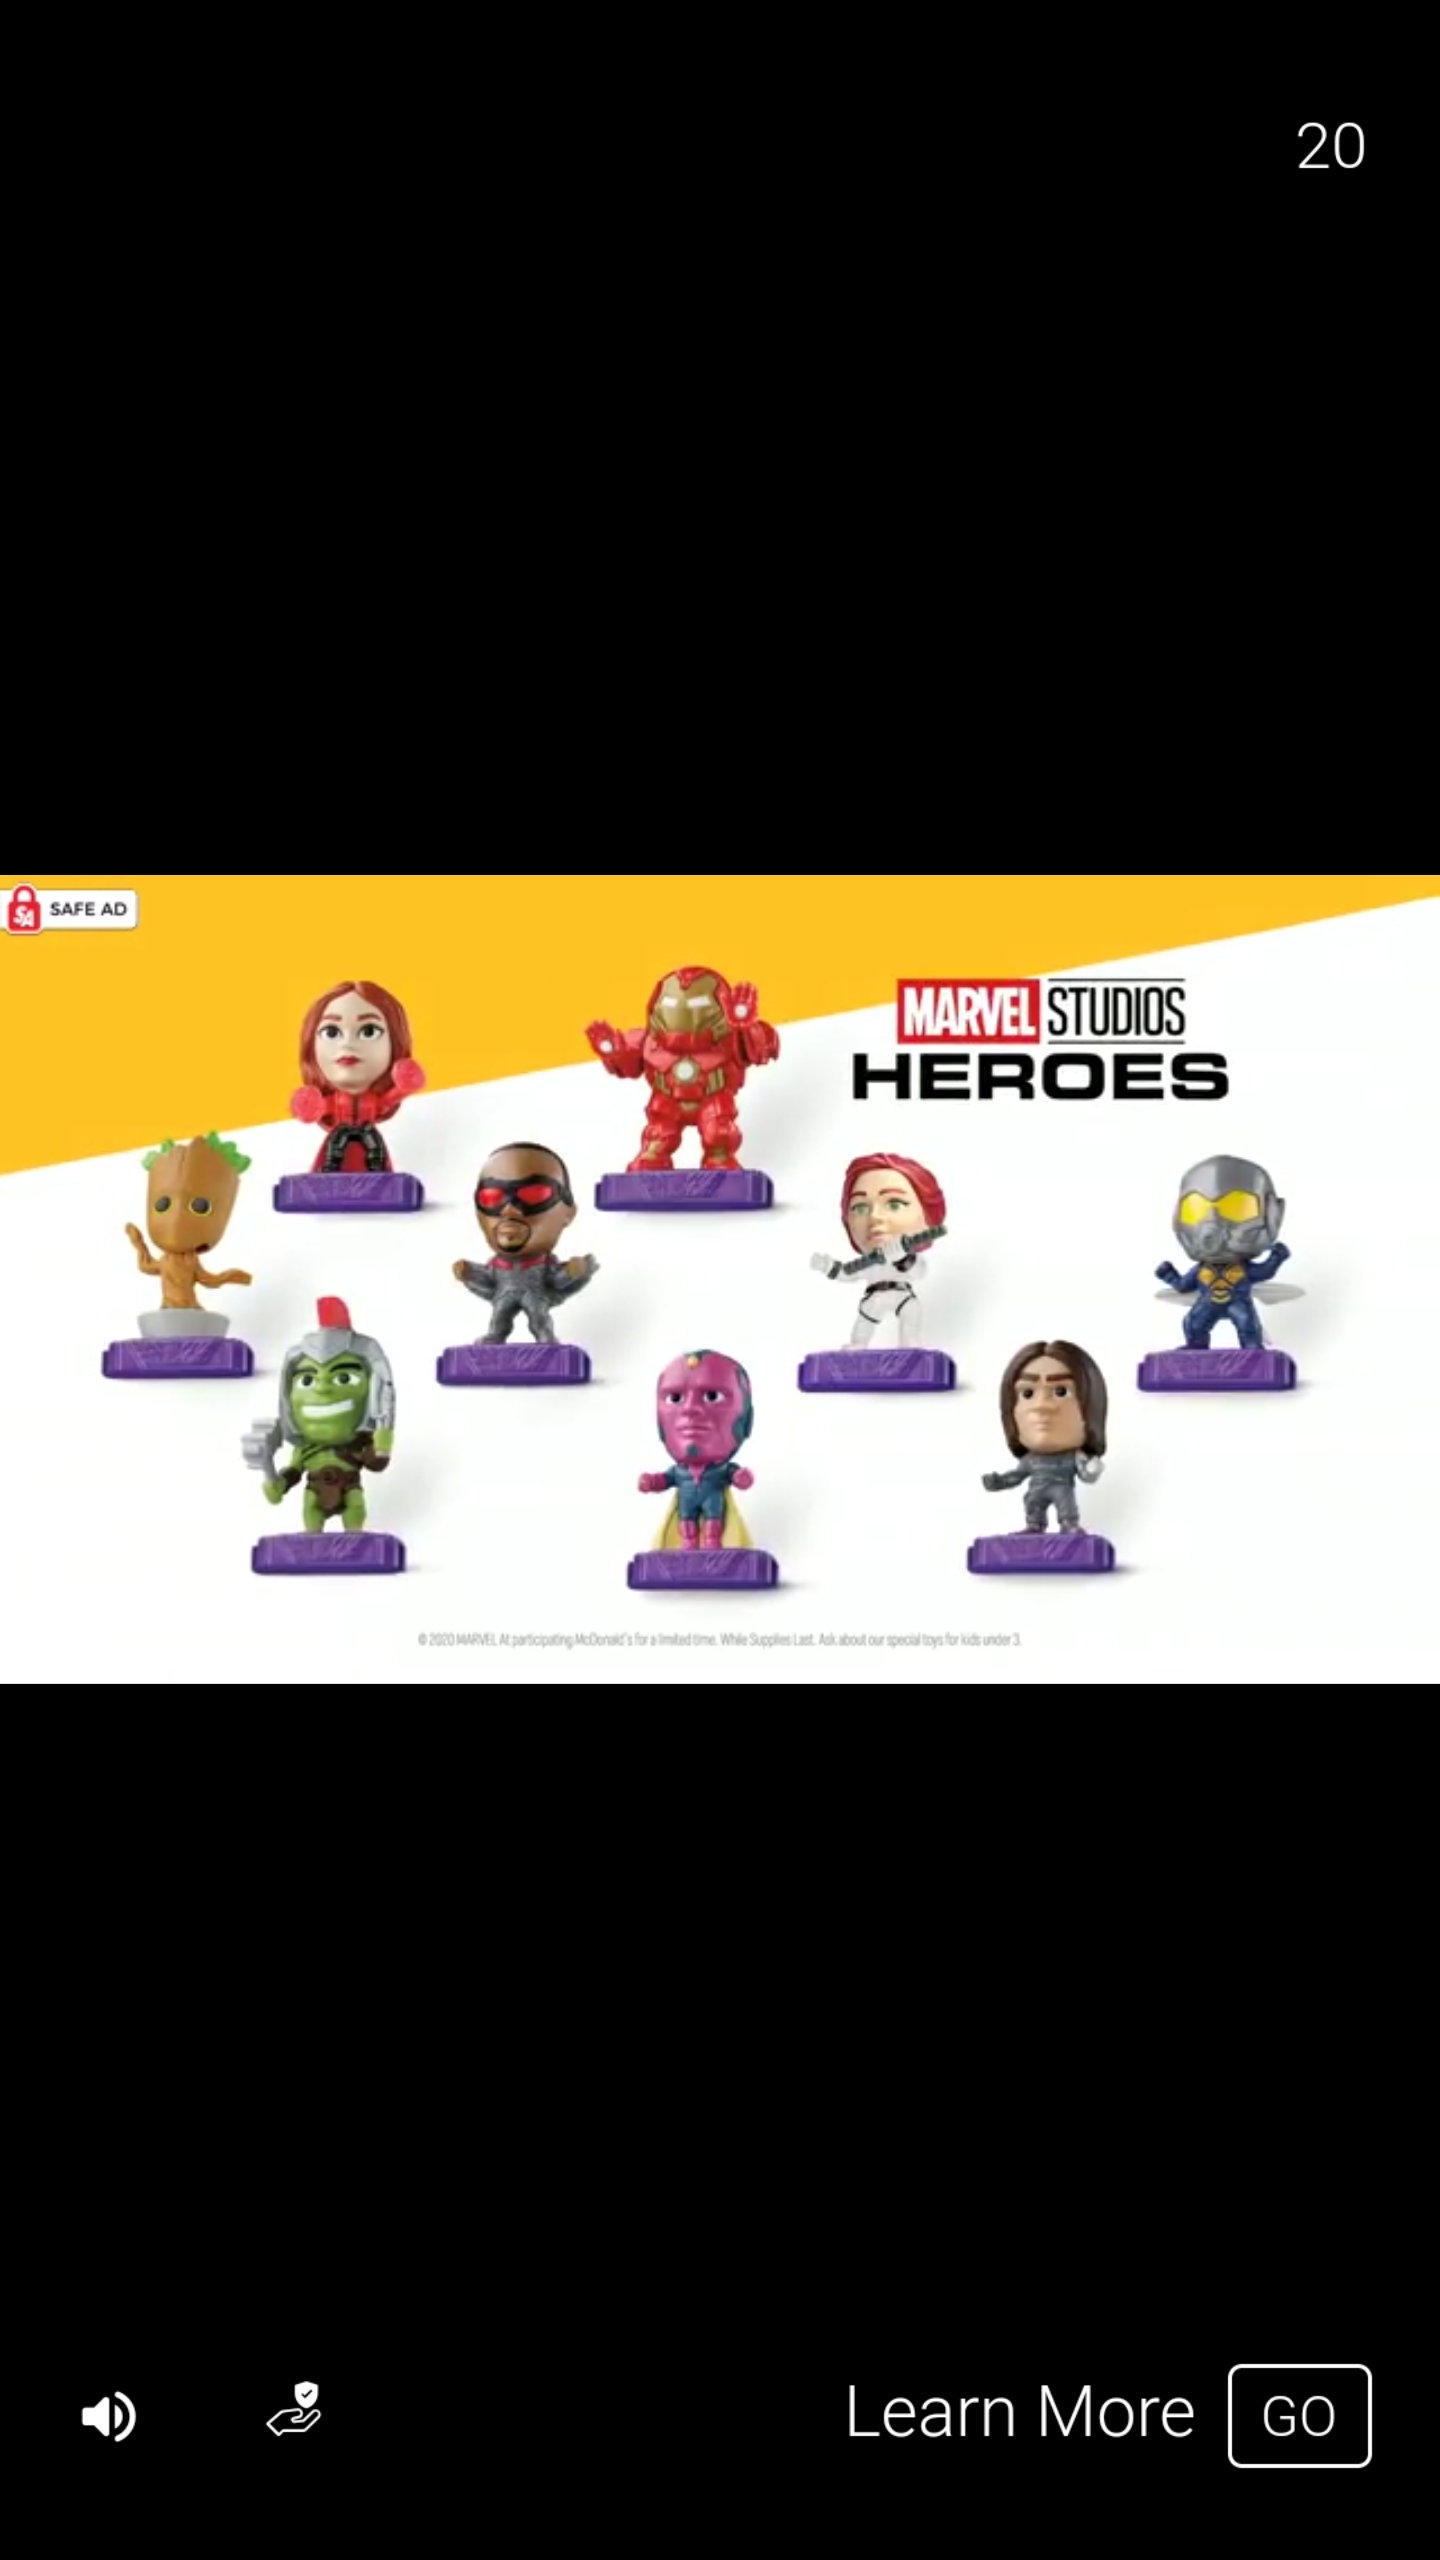 20
SAFE AD
MARVEL STUDIOS
HEROES
© 2020 MARVEL At participating McDonald's for a limited time. While Supplies Last. Ask about our special toys for kids under 3.
Learn More GO